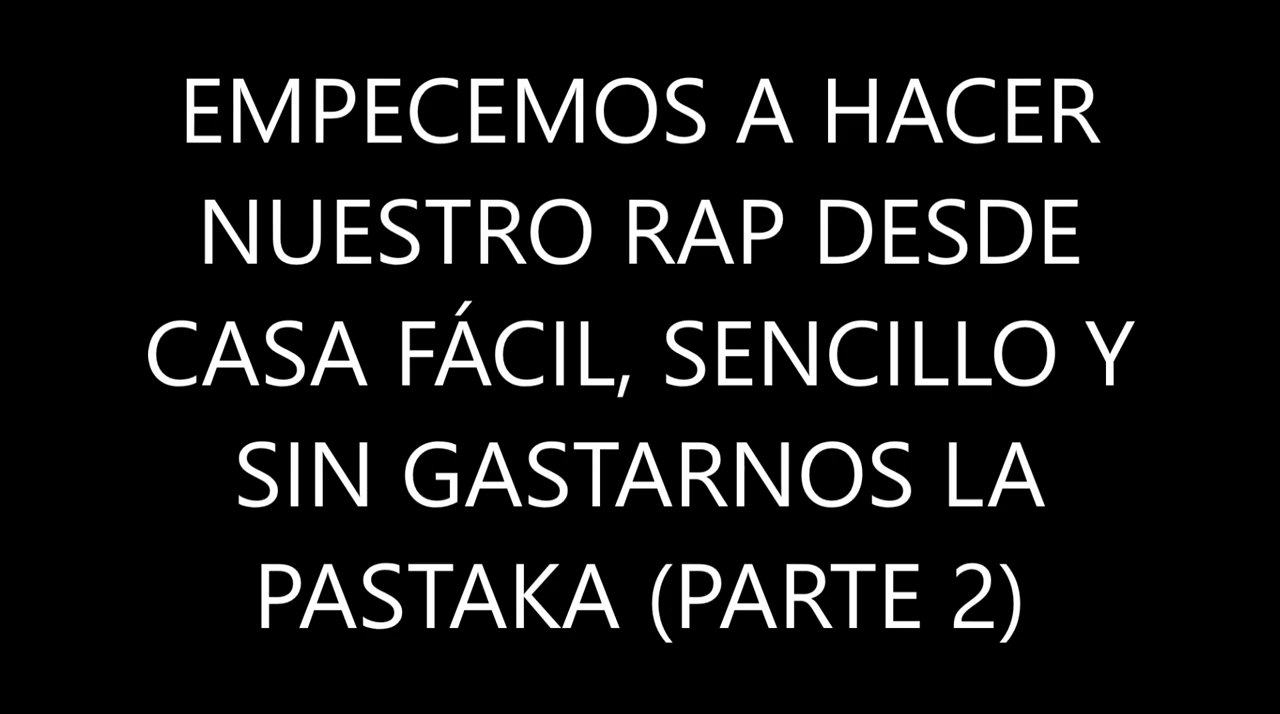 EMPECEMOS A HACER
NUESTRO RAP DESDE
CASA FÁCIL, SENCILLO Y
SIN GASTARNOS LA
PASTAKA (PARTE 2)